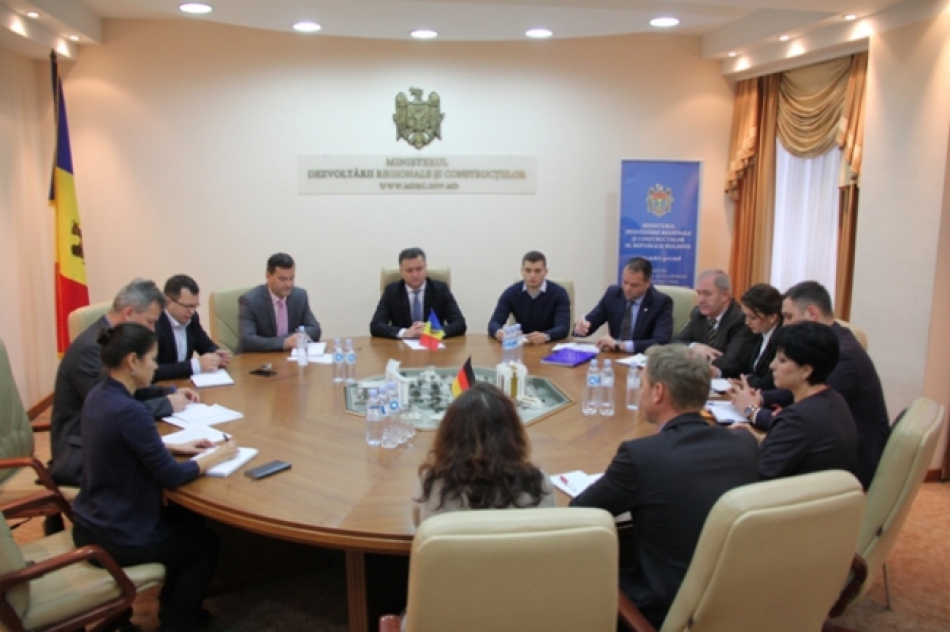 MINISTERUL
DEZVOLTĂRII REGIONALE ȘI CONSTRUCȚIILOR
WWW.MDRC.GOV.MD
MINISTERUL
DEZVOLTĂRII REGIONALE
ȘI CONSTRUCȚIILOR
AL REPUBLICII MOLDOVA